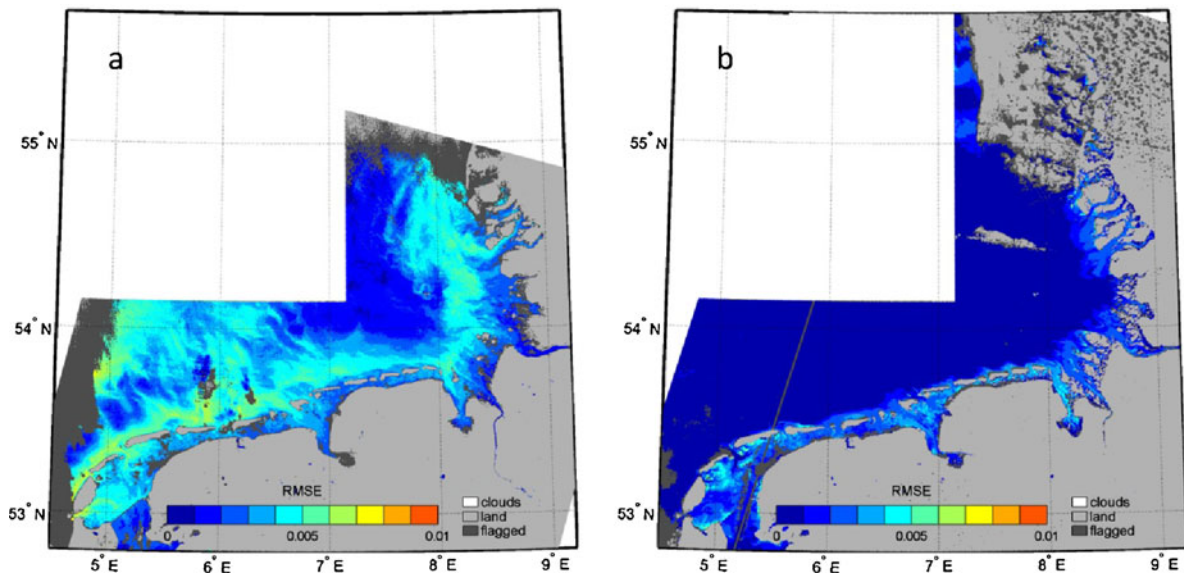 a
b
55° N
54° N
53° N
RMSE
0
0.005
0.01
clouds
land
flagged
5°E
6°E
7°E
8°E
9°E
55° N
54° N
53° N
RMSE
0
0.005
0.01
clouds
land
flagged
5°E
6°E
7°E
8°E
9°E